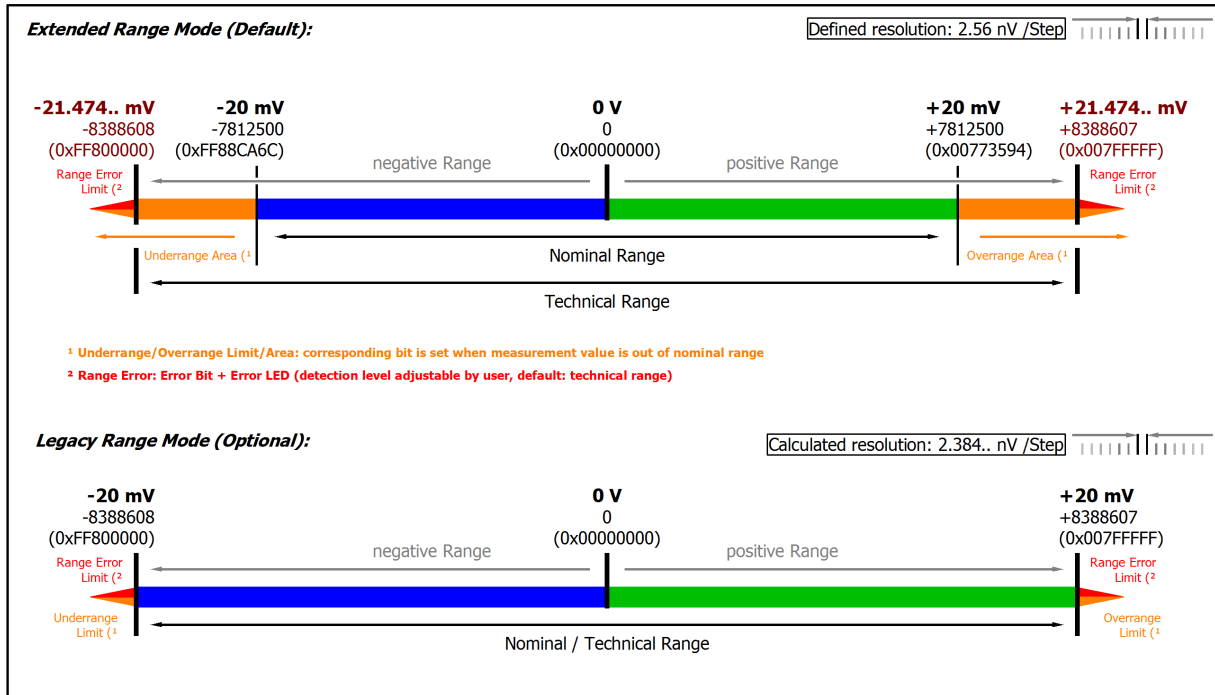 Extended Range Mode (Default):
Defined resolution: 2.56 nV /Step
-21.474.. mV
-8388608
(0xFF800000)
-20 mV
-7812500
(0xFF88CA6C)
0 V
0
(0x00000000)
+20 mV
+7812500
(0x00773594)
+21.474.. mV
+8388607
(0x007FFFFF)
negative Range
positive Range
Range Error
Limit (²
Range Error
Limit (²
Underrange Area (¹
Nominal Range
Overrange Area (¹
Technical Range
¹ Underrange/Overrange Limit/Area: corresponding bit is set when measurement value is out of nominal range
² Range Error: Error Bit + Error LED (detection level adjustable by user, default: technical range)
Legacy Range Mode (Optional):
Calculated resolution: 2.384.. nV /Step
-20 mV
-8388608
(0xFF800000)
0 V
0
(0x00000000)
+20 mV
+8388607
(0x007FFFFF)
negative Range
positive Range
Range Error
Limit (²
Range Error
Limit (²
Underrange
Limit (¹
Overrange
Limit (¹
Nominal / Technical Range